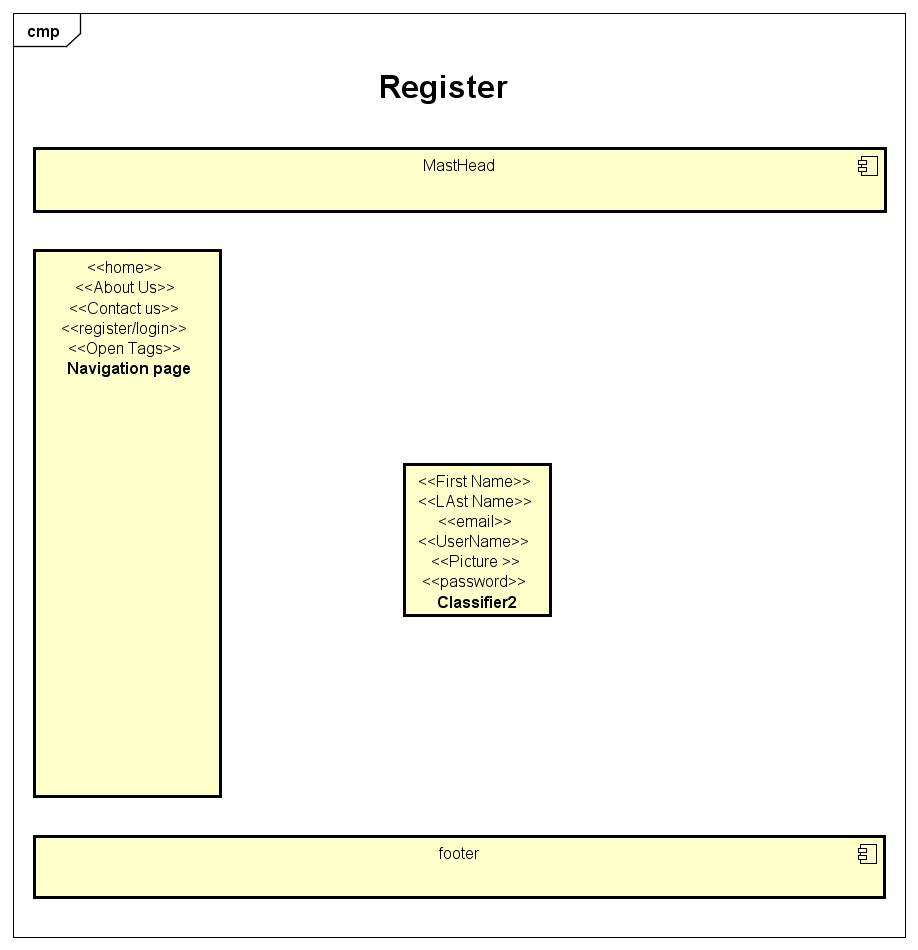 cmp
Register
MastHead
<<home>>
<<About Us>>
<<Contact us>>
<<register/login>>
<<Open Tags>>
Navigation page
<<First Name>>
<<LAst Name>>
<<email>>
<<UserName>>
<<Picture >>
<<password>>
Classifier2
footer